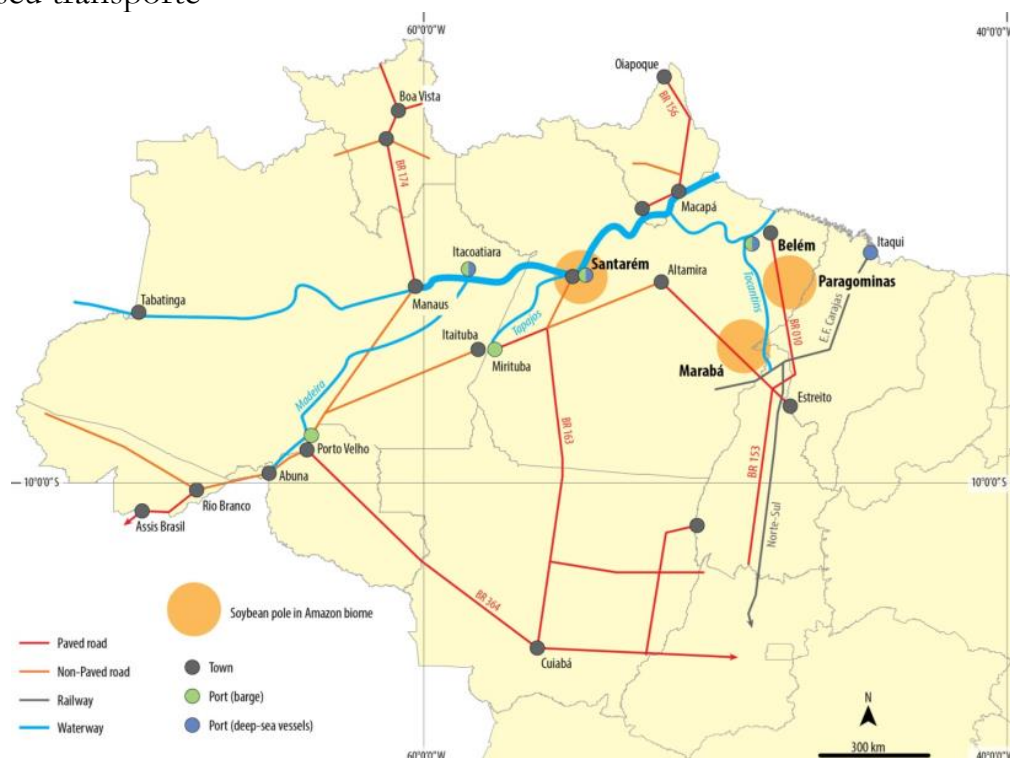 seu transporte
60°0'0"W
40°0'0"W
Oiapoque
BR 156
Boa Vista
BR 174
Macapá
Itacoatiara
Santarém
Belém
Itaqui
Altamira
Paragominas
Tocantins
Tabatinga
Manaus
Tapajos
E.F. Carajas
BR 010
Itaituba
Mirituba
Marabá
Estreito
Madeira
BR 163
Porto Velho
BR 153
10°0'0"S
Abuna
10°0'0"S
Rio Branco
Norte-Sul
Assis Brasil
BR 364
Soybean pole in Amazon biome
Paved road
Cuiabá
Non-Paved road
Town
Railway
Port (barge)
Waterway
Port (deep-sea vessels)
N
300 km
60°0'0"W
40°0'0"W